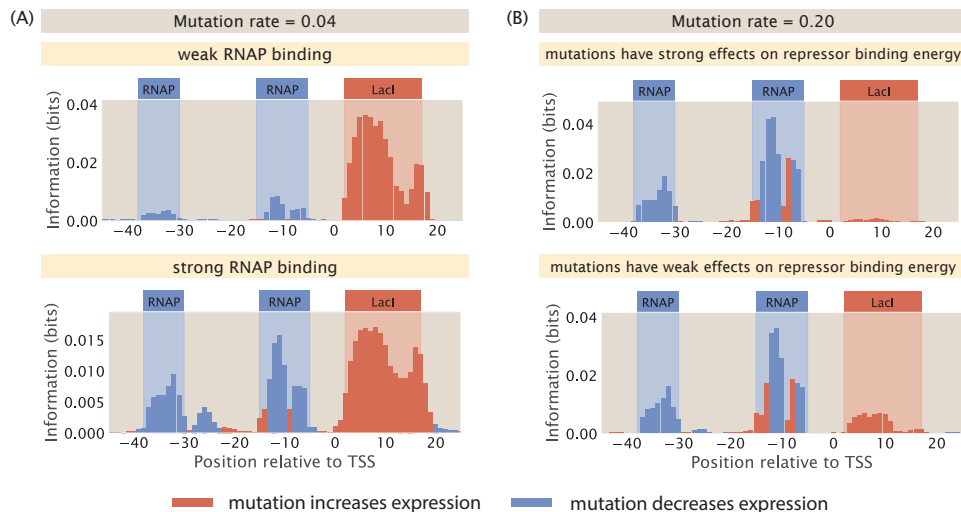 (A)
Mutation rate = 0.04
weak RNAP binding
RNAP
RNAP
LacI
Information (bits)
0.04
0.02
0.00
−40 −30 −20 −10 0 10 20
strong RNAP binding
RNAP
RNAP
LacI
Information (bits)
0.015
0.010
0.005
0.000
−40 −30 −20 −10 0 10 20
Position relative to TSS
(B)
Mutation rate = 0.20
mutations have strong effects on repressor binding energy
RNAP
RNAP
LacI
Information (bits)
0.04
0.02
0.00
−40 −30 −20 −10 0 10 20
mutations have weak effects on repressor binding energy
RNAP
RNAP
LacI
Information (bits)
0.04
0.02
0.00
−40 −30 −20 −10 0 10 20
Position relative to TSS
mutation increases expression
mutation decreases expression